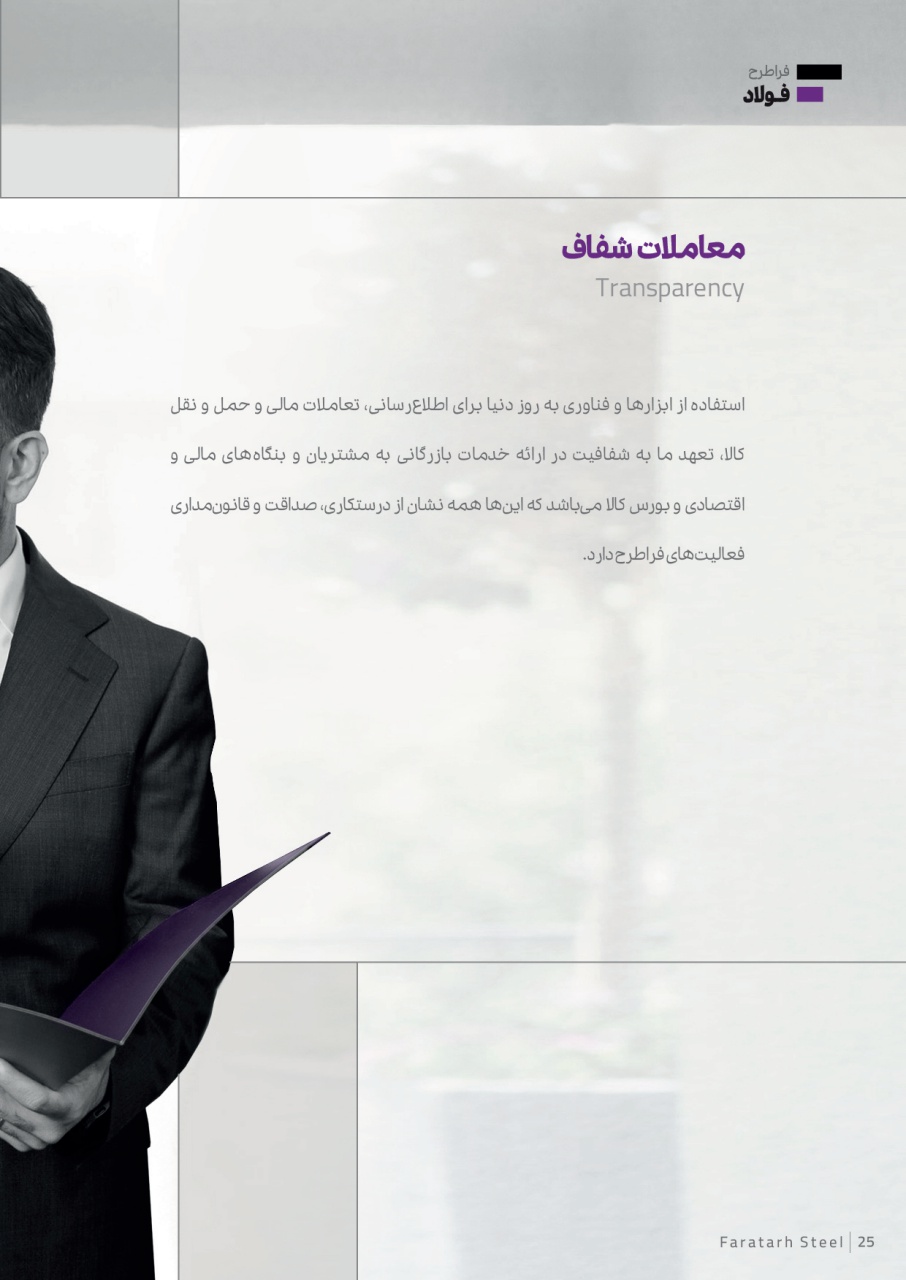 فراطرح
فولاد
معاملات شفاف
Transparency
استفاده از ابزارها و فناوری به روز دنیا برای اطلاع‌رسانی، تعاملات مالی و حمل و نقل
کالا، تعهد ما به شفافیت در ارائه خدمات بازرگانی به مشتریان و بنگاه‌های مالی و
اقتصادی و بورس کالا می‌باشد که این‌ها همه نشان از درستکاری، صداقت و قانون‌مداری
فعالیت‌های فراطرح دارد.
Faratarh Steel | 25